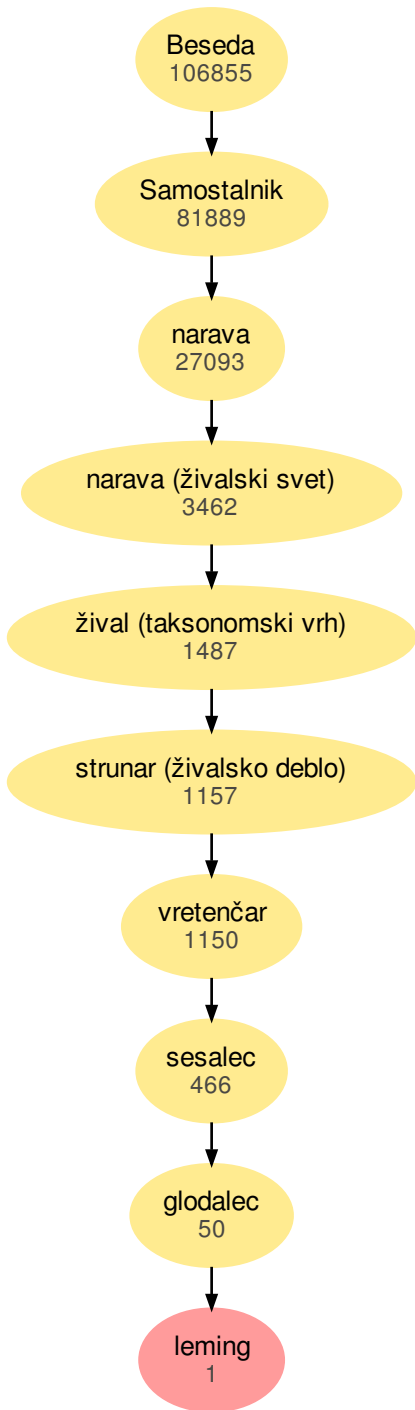 Beseda
106855
Samostalnik
81889
narava
27093
narava (živalski svet)
3462
žival (taksonomski vrh)
1487
strunar (živalsko deblo)
1157
vretenčar
1150
sesalec
466
glodalec
50
leming
1